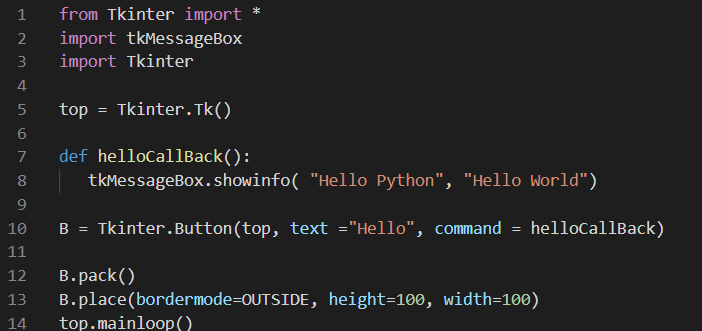 1 from Tkinter import *
2 import tkMessageBox
3 import Tkinter
4
5 top = Tkinter.Tk()
6
7 def helloCallBack():
8    tkMessageBox.showinfo( "Hello Python", "Hello World")
9
10 B = Tkinter.Button(top, text ="Hello", command = helloCallBack)
11
12 B.pack()
13 B.place(bordermode=OUTSIDE, height=100, width=100)
14 top.mainloop()